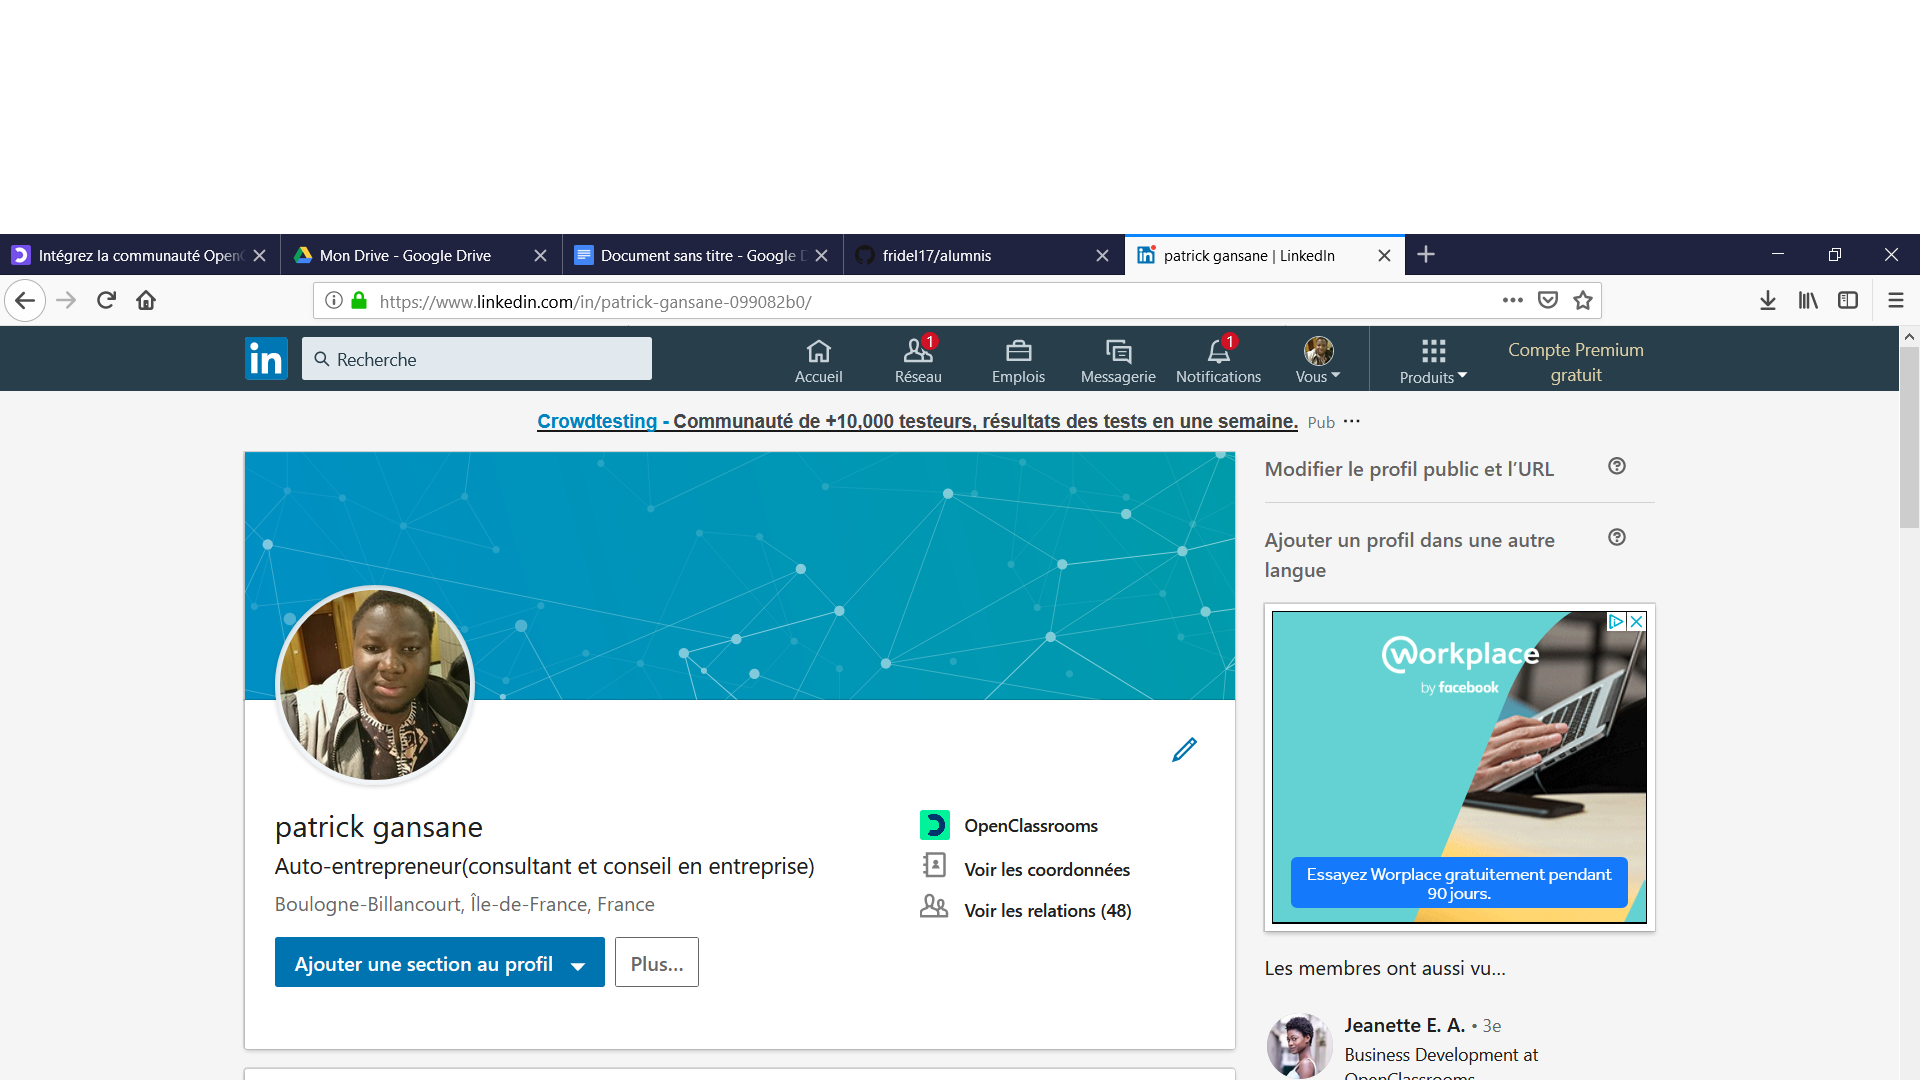 Intégrez la communauté Open
Mon Drive - Google Drive
Document sans titre - Google D
fridel17/alumnis
patrick gansane | LinkedIn
https://www.linkedin.com/in/patrick-gansane-099082b0/
in
Recherche
Accueil
1
Réseau
Emplois
Messagerie
1
Notifications
Vous
Produits
Compte Premium
gratuit
Crowdtesting - Communauté de +10,000 testeurs, résultats des tests en une semaine. Pub ...
Modifier le profil public et l’URL
Ajouter un profil dans une autre
langue
workplace
by facebook
Essayez Worplace gratuitement pendant
90 jours.
patrick gansane
Auto-entrepreneur(consultant et conseil en entreprise)
Boulogne-Billancourt, Île-de-France, France
Ajouter une section au profil
Plus...
OpenClassrooms
Voir les coordonnées
Voir les relations (48)
Les membres ont aussi vu...
Jeanette E. A. • 3e
Business Development at
OpenClassrooms